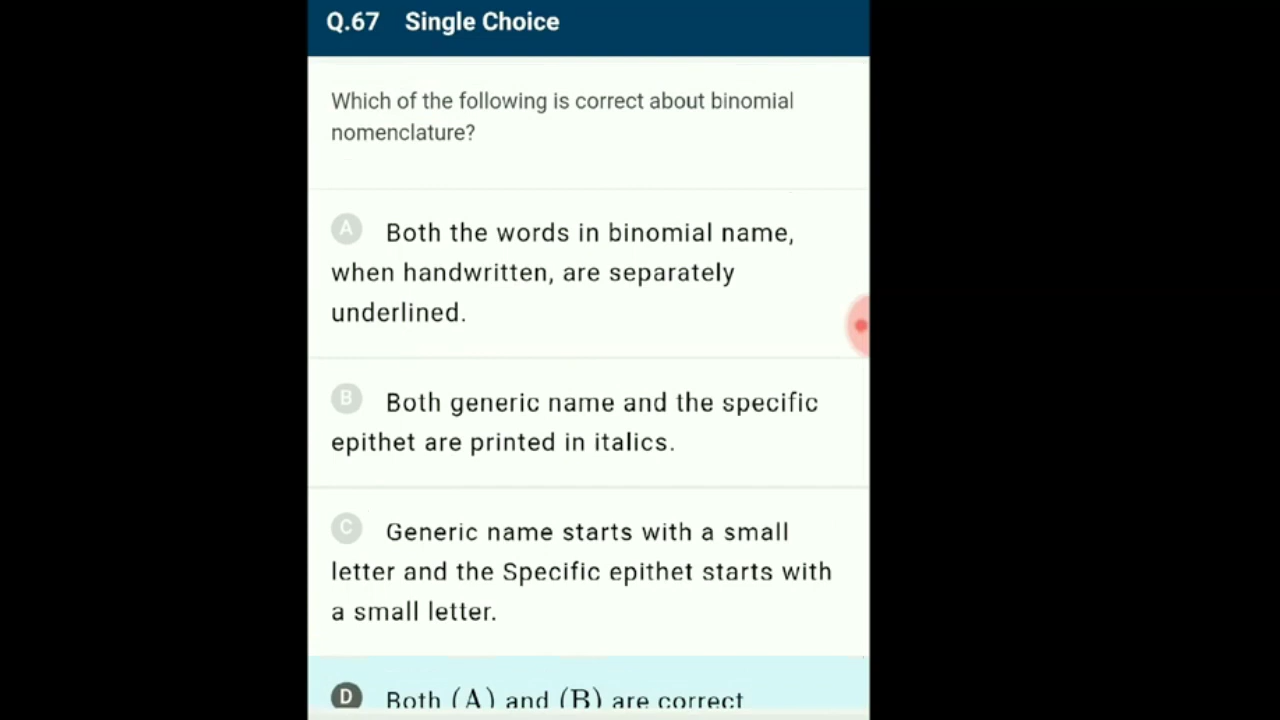 Q.67 Single Choice
Which of the following is correct about binomial
nomenclature?
A Both the words in binomial name,
when handwritten, are separately
underlined.
B Both generic name and the specific
epithet are printed in italics.
C Generic name starts with a small
letter and the Specific epithet starts with
a small letter.
D Both (A) and (B) are correct